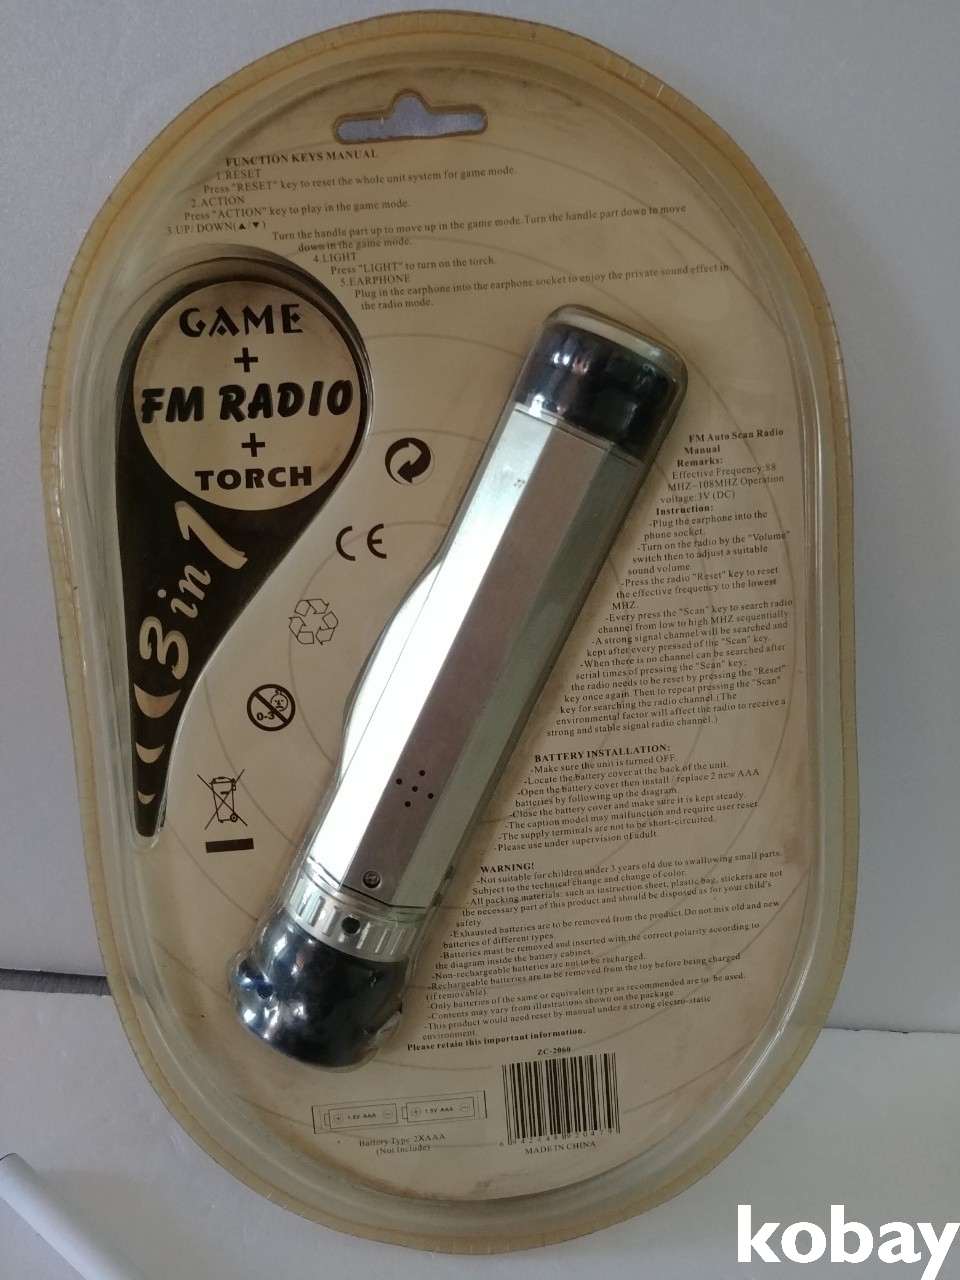 FUNCTION KEYS MANUAL
1.RESET
Press "RESET" key to reset the whole unit system for game mode.
2.ACTION
Press "ACTION" key to play in the game mode.
3.UP/ DOWN(▲/▼)
Turn the handle part up to move up in the game mode. Turn the handle part down to move
down in the game mode.
4.LIGHT
Press "LIGHT" to turn on the torch.
5.EARPHONE
Plug in the earphone into the earphone socket to enjoy the private sound effect in
the radio mode.
GAME
+
FM RADIO
+
TORCH
3 in 1
CE
0-3
FM Auto Scan Radio
Manual
Remarks:
Effective Frequency:88
MHZ~108MHZ Operation
voltage:3V (DC)
Instruction:
-Plug the earphone into the
phone socket.
-Turn on the radio by the "Volume"
switch then to adjust a suitable
sound volume.
-Press the radio "Reset" key to reset
the effective frequency to the lowest
MHZ.
-Every press the "Scan" key to search radio
channel from low to high MHZ sequentially.
-A strong signal channel will be searched and
kept after every pressed of the "Scan" key.
-When there is no channel can be searched after
serial times of pressing the "Scan" key,
the radio needs to be reset by pressing the "Reset"
key once again. Then to repeat pressing the "Scan"
key for searching the radio channel.(The
environmental factor will affect the radio to receive a
strong and stable signal radio channel.)
BATTERY INSTALLATION:
-Make sure the unit is turned OFF.
-Locate the battery cover at the back of the unit.
-Open the battery cover then install / replace 2 new AAA
batteries by following up the diagram.
-Close the battery cover and make sure it is kept steady.
-The caption model may malfunction and require user reset
-The supply terminals are not to be short-circuited.
-Please use under supervision of adult.
WARNING!
-Not suitable for children under 3 years old due to swallowing small parts.
Subject to the technical change and change of color.
-All packing materials: such as instruction sheet, plastic bag, stickers are not
the necessary part of this product and should be disposed as for your child's
safety.
-Exhausted batteries are to be removed from the product.Do not mix old and new
batteries of different types.
-Batteries must be removed and inserted with the correct polarity according to
the diagram inside the battery cabinet.
-Non-rechargeable batteries are not to be recharged.
-Rechargeable batteries are to be removed from the toy before being charged
(if removable).
-Only batteries of the same or equivalent type as recommended are to be used.
-Contents may vary from illustrations shown on the package.
-This product would need reset by manual under a strong electro-static
environment.
Please retain this important information.
ZC-2060
1.5V AAA 1.5V AAA
Battery Type 2XAAA
(Not Include)
MADE IN CHINA
kobay